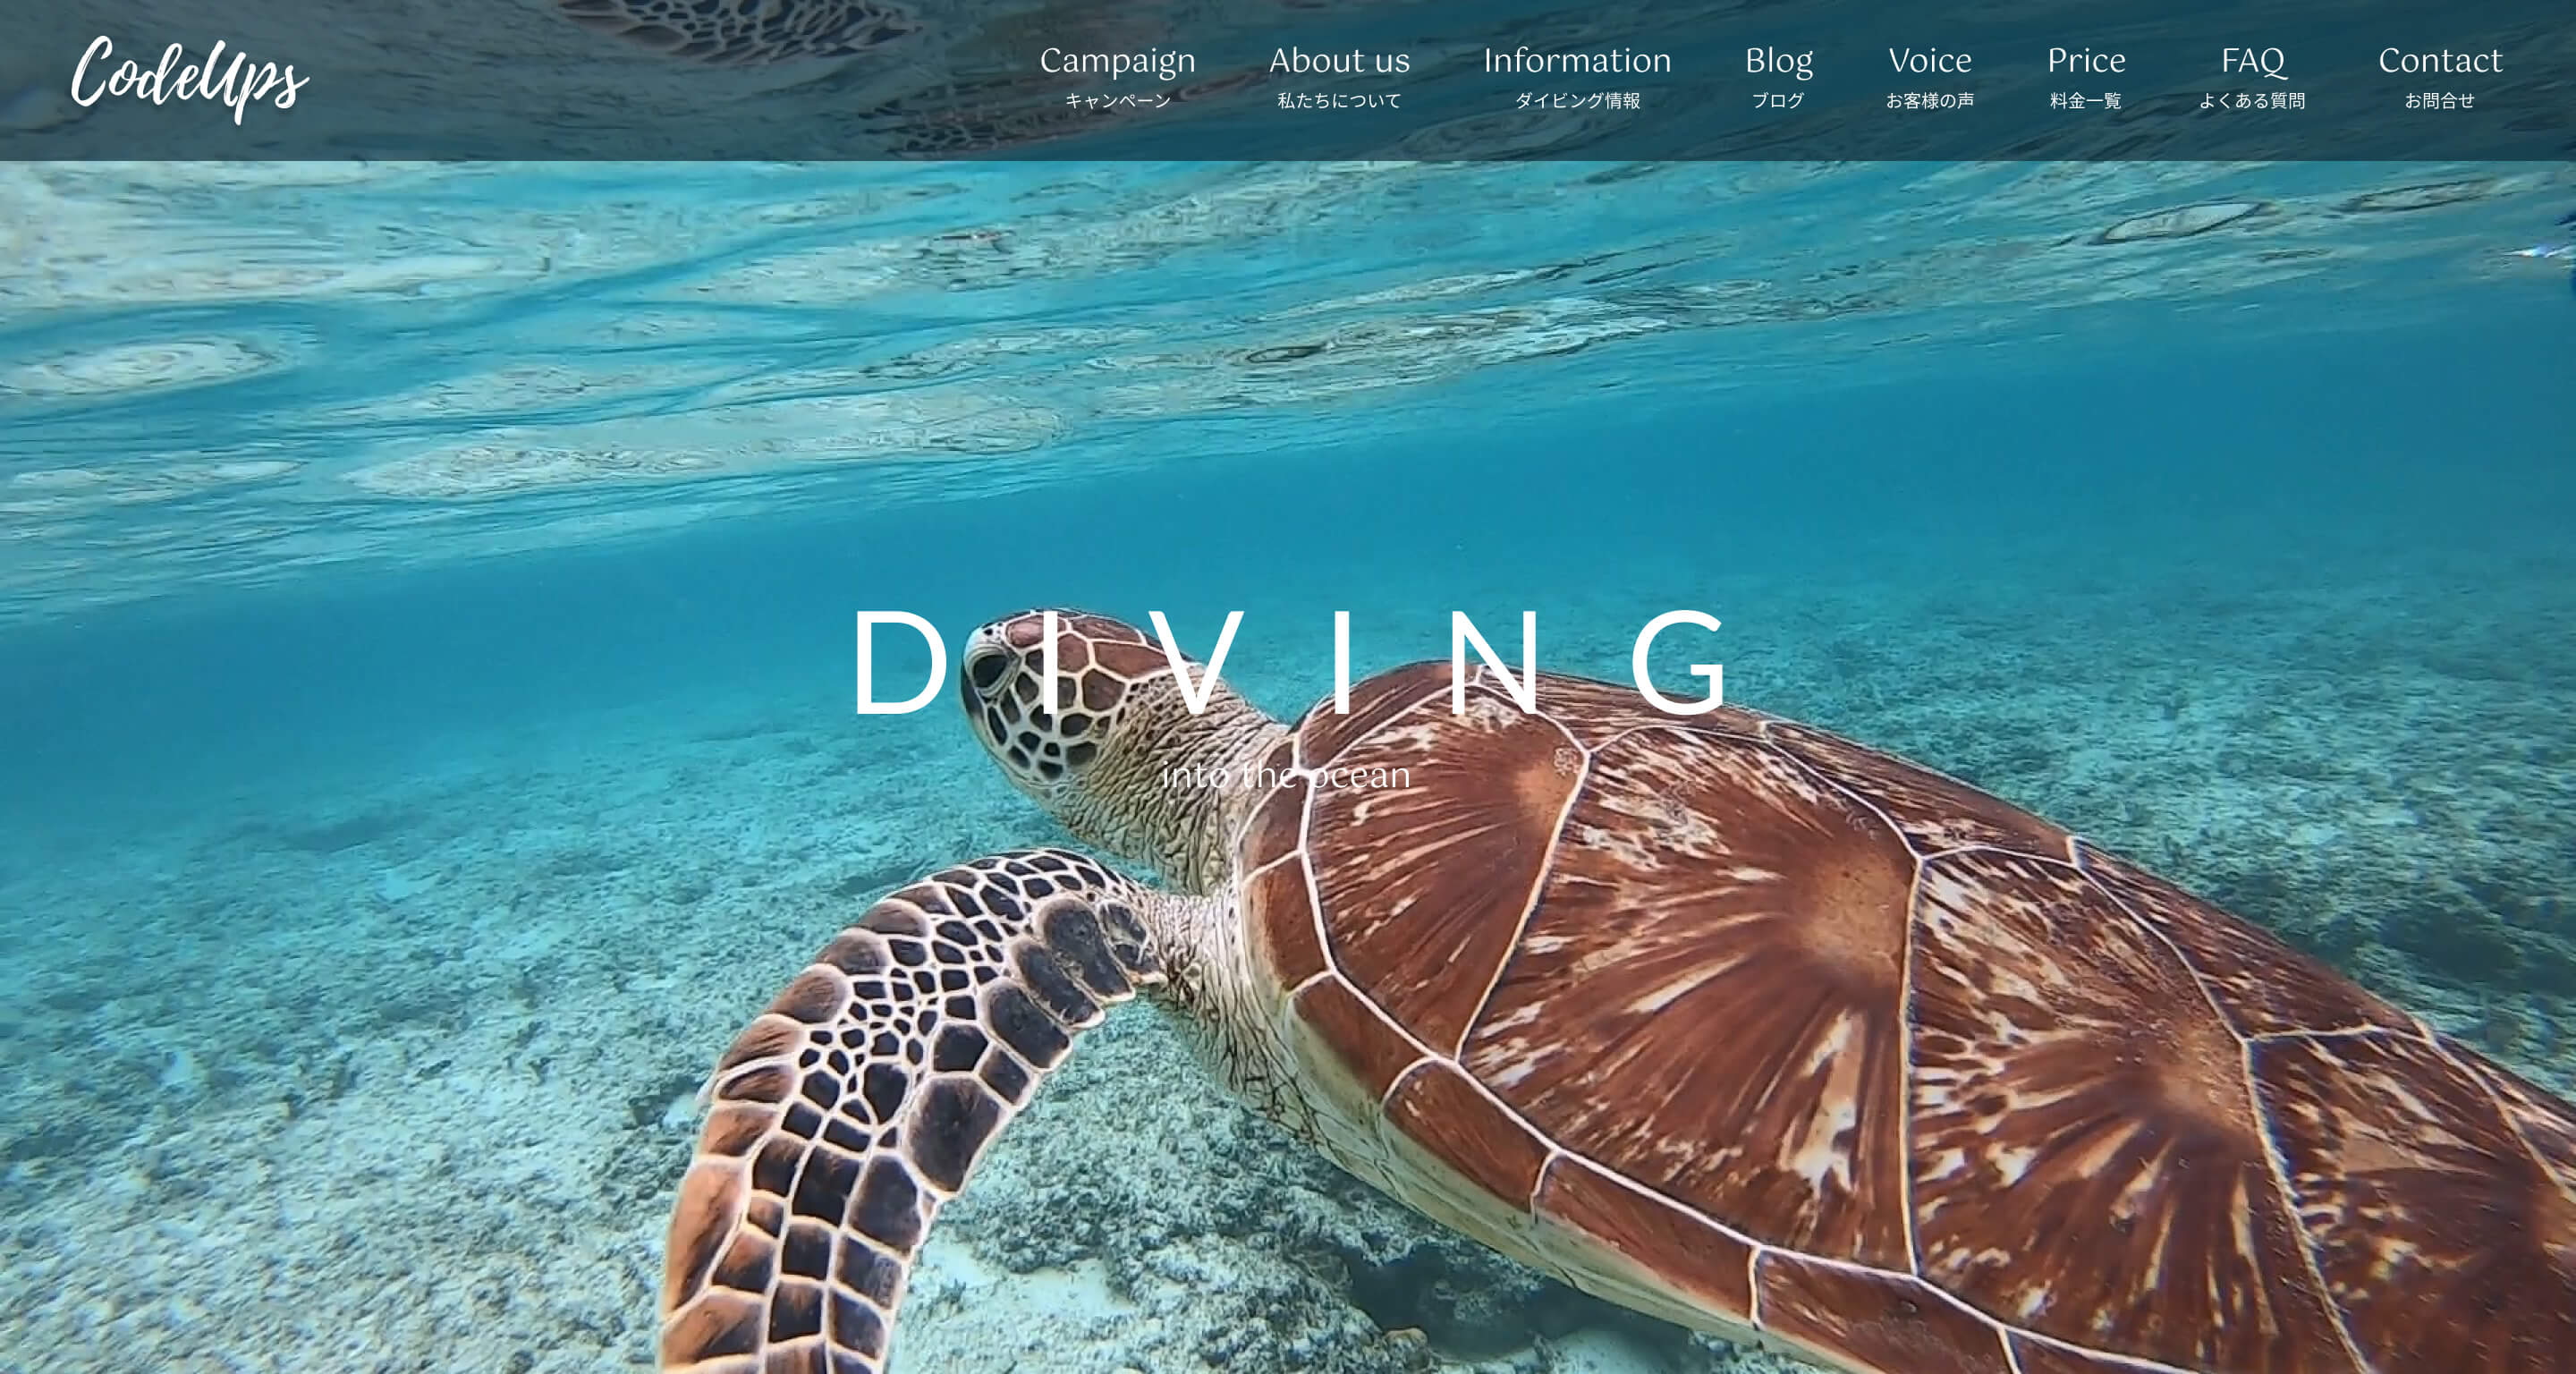 CodeUps
Campaign
キャンペーン
About us
私たちについて
Information
ダイビング情報
Blog
ブログ
Voice
お客様の声
Price
料金一覧
FAQ
よくある質問
Contact
お問合せ
DIVING
into the ocean